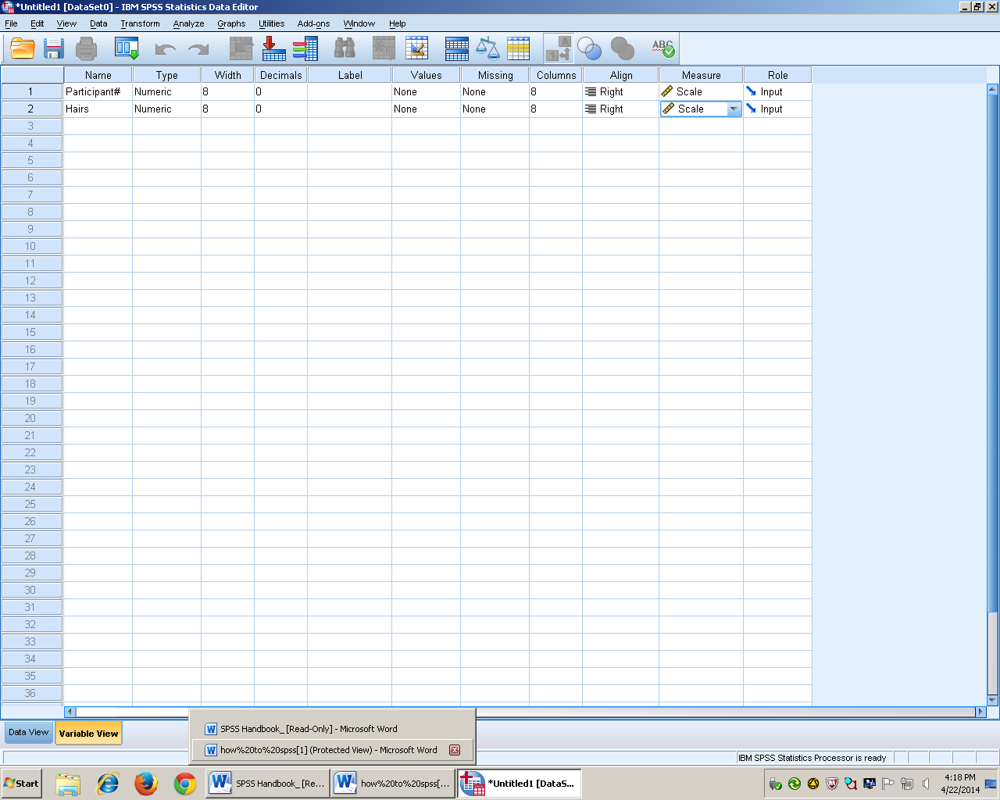 *Untitled1 [DataSet0] - IBM SPSS Statistics Data Editor
File Edit View Data Transform Analyze Graphs Utilities Add-ons Window Help
A
1
ABC
Name Type Width Decimals Label Values Missing Columns Align Measure Role
1 Participant# Numeric 8 0 None None 8 Right Scale Input
2 Hairs Numeric 8 0 None None 8 Right Scale Input
3
4
5
6
7
8
9
10
11
12
13
14
15
16
17
18
19
20
21
22
23
24
25
26
27
28
29
30
31
32
33
34
35
36
Data View Variable View
SPSS Handbook_ [Read-Only] - Microsoft Word
how%20to%20spss[1] (Protected View) - Microsoft Word
IBM SPSS Statistics Processor is ready
Start
SPSS Handbook_ [Re...
how%20to%20spss[...
*Untitled1 [DataS...
4:18 PM
4/22/2014